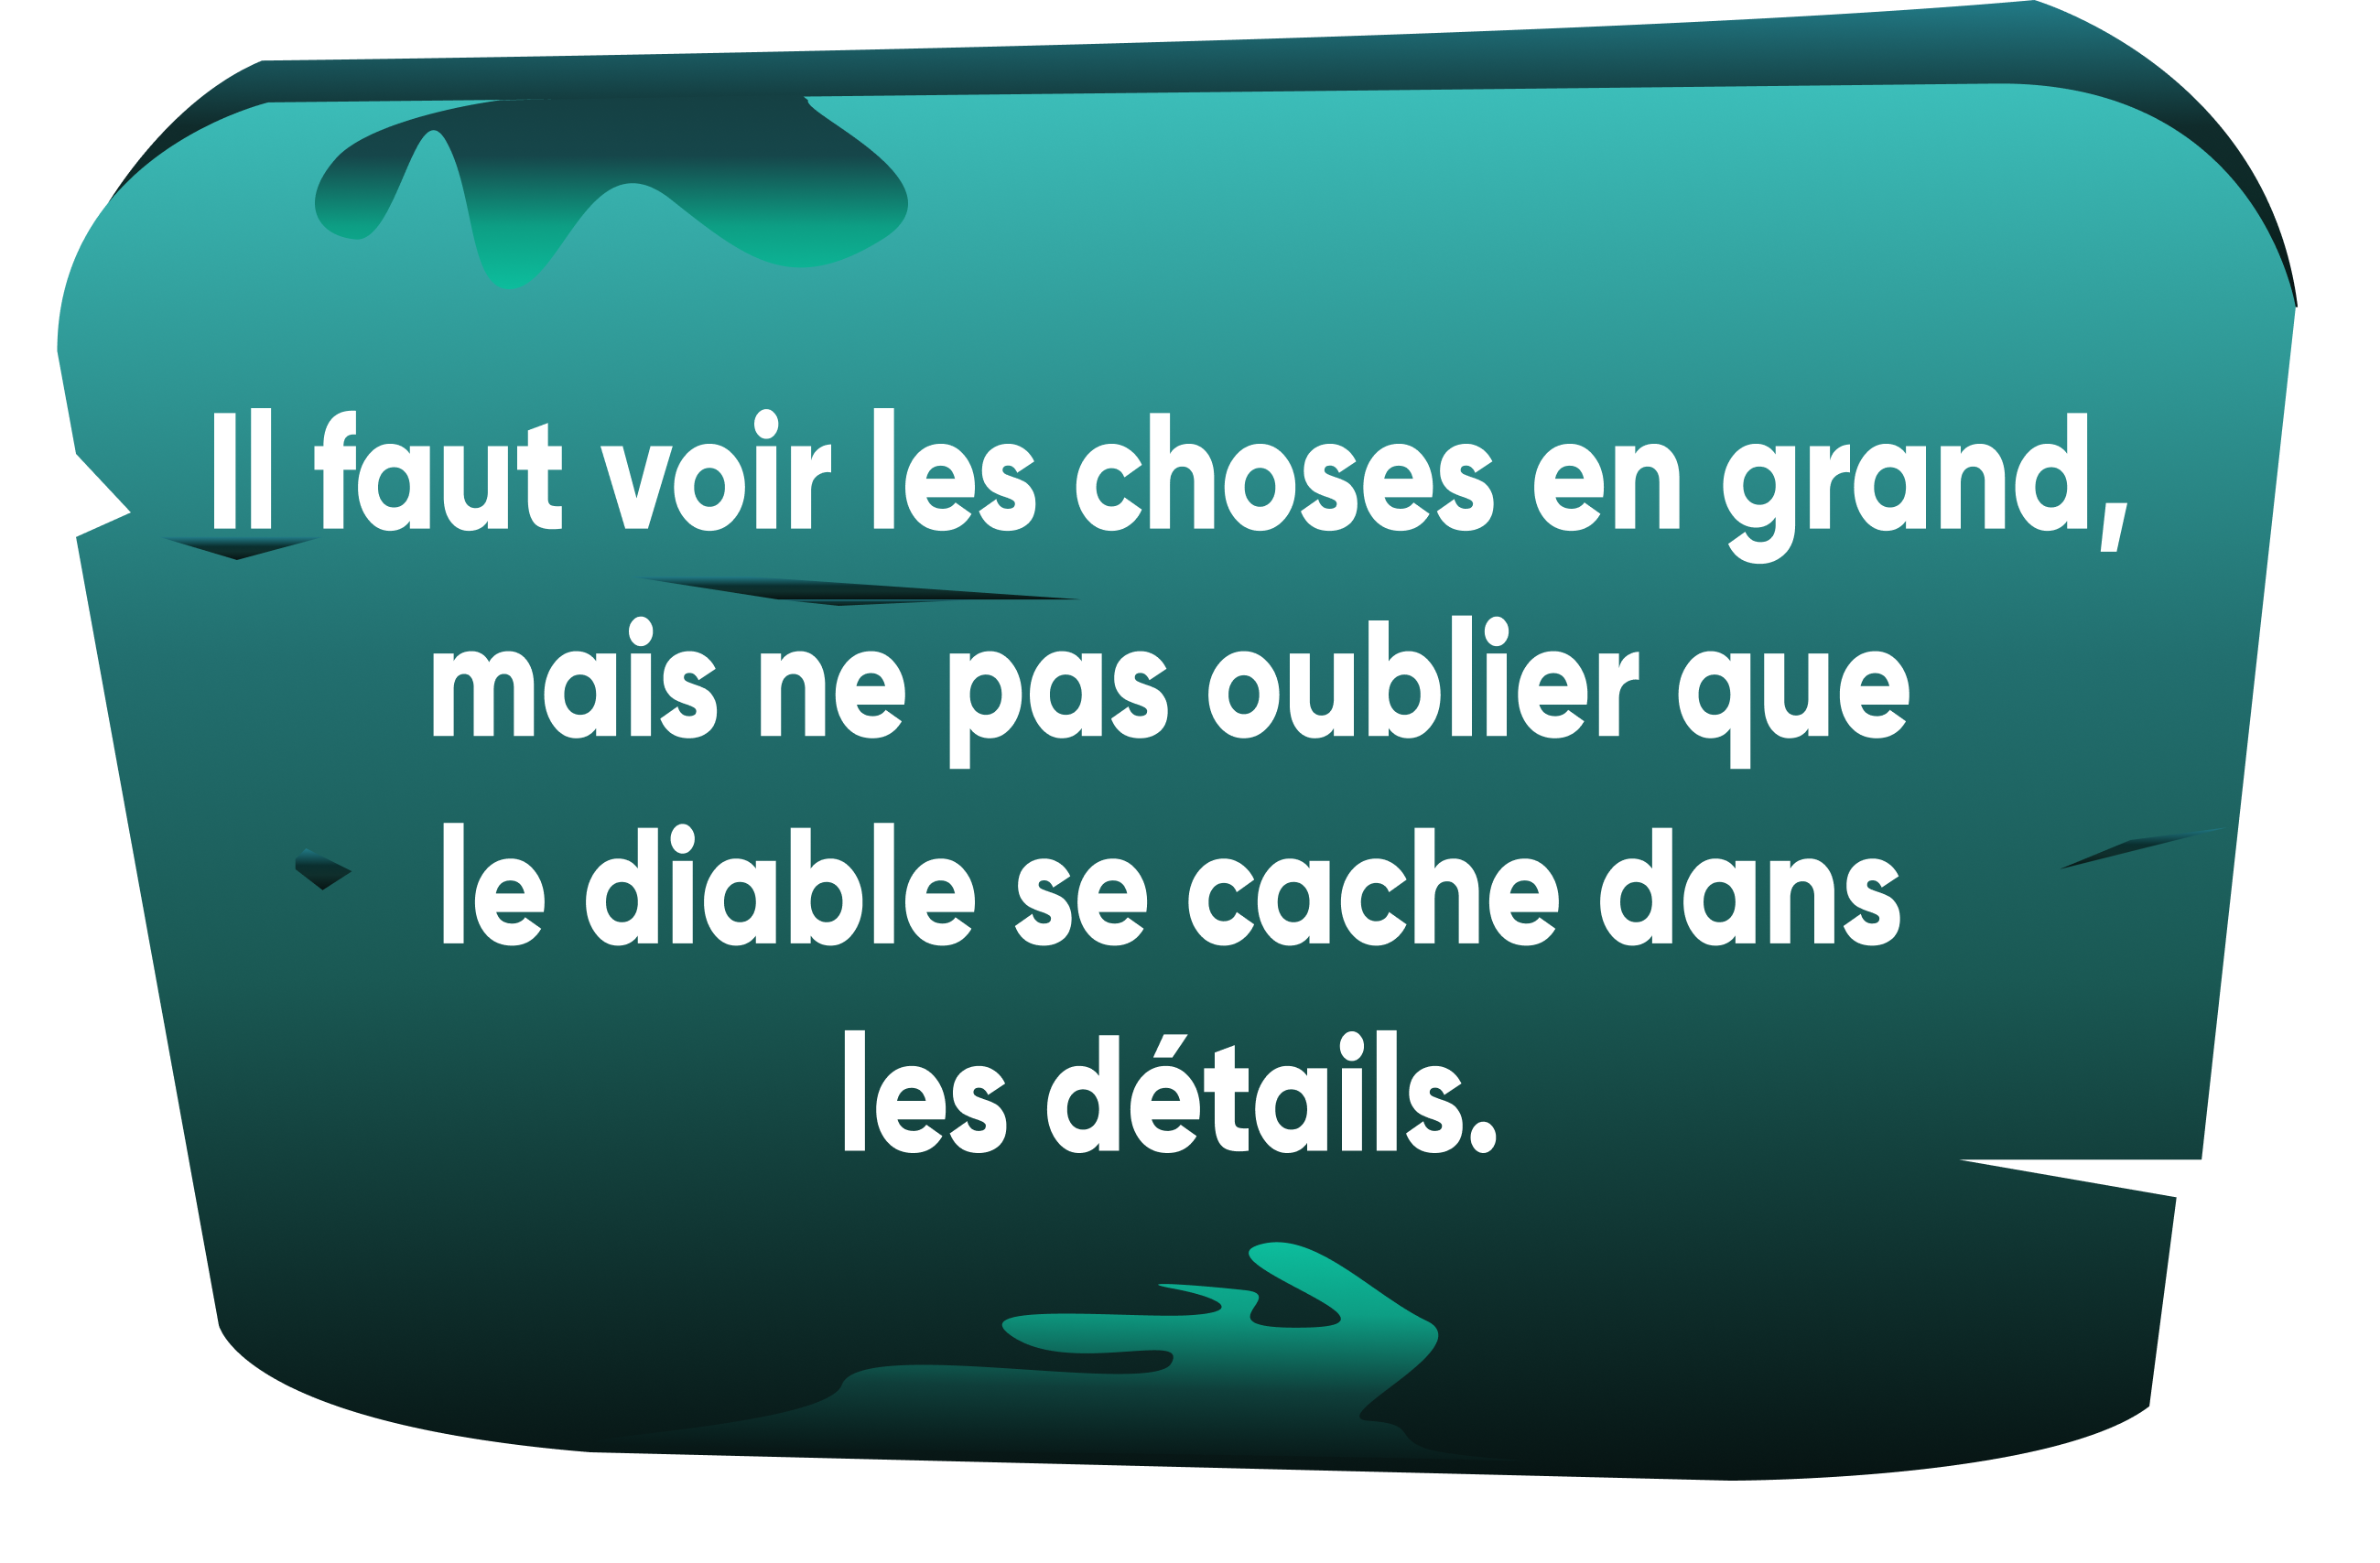 Il faut voir les choses en grand,
mais ne pas oublier que
le diable se cache dans
les détails.